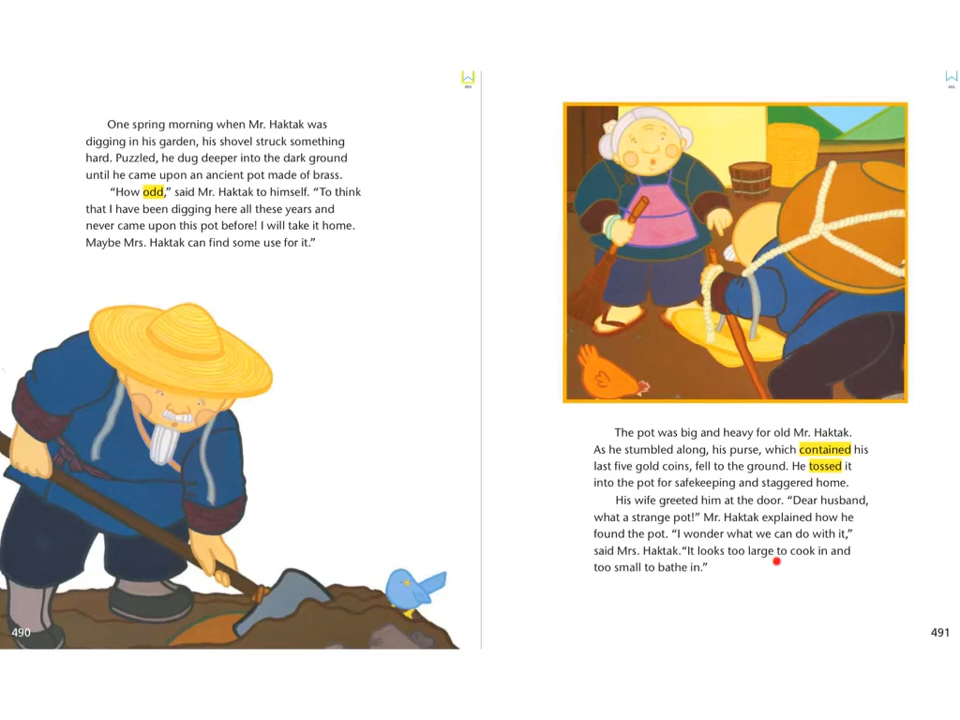 One spring morning when Mr. Haktak was
digging in his garden, his shovel struck something
hard. Puzzled, he dug deeper into the dark ground
until he came upon an ancient pot made of brass.
“How odd,” said Mr. Haktak to himself. “To think
that I have been digging here all these years and
never came upon this pot before! I will take it home.
Maybe Mrs. Haktak can find some use for it.”
490
The pot was big and heavy for old Mr. Haktak.
As he stumbled along, his purse, which contained his
last five gold coins, fell to the ground. He tossed it
into the pot for safekeeping and staggered home.
His wife greeted him at the door. “Dear husband,
what a strange pot!” Mr. Haktak explained how he
found the pot. “I wonder what we can do with it,”
said Mrs. Haktak.“It looks too large to cook in and
too small to bathe in.”
491